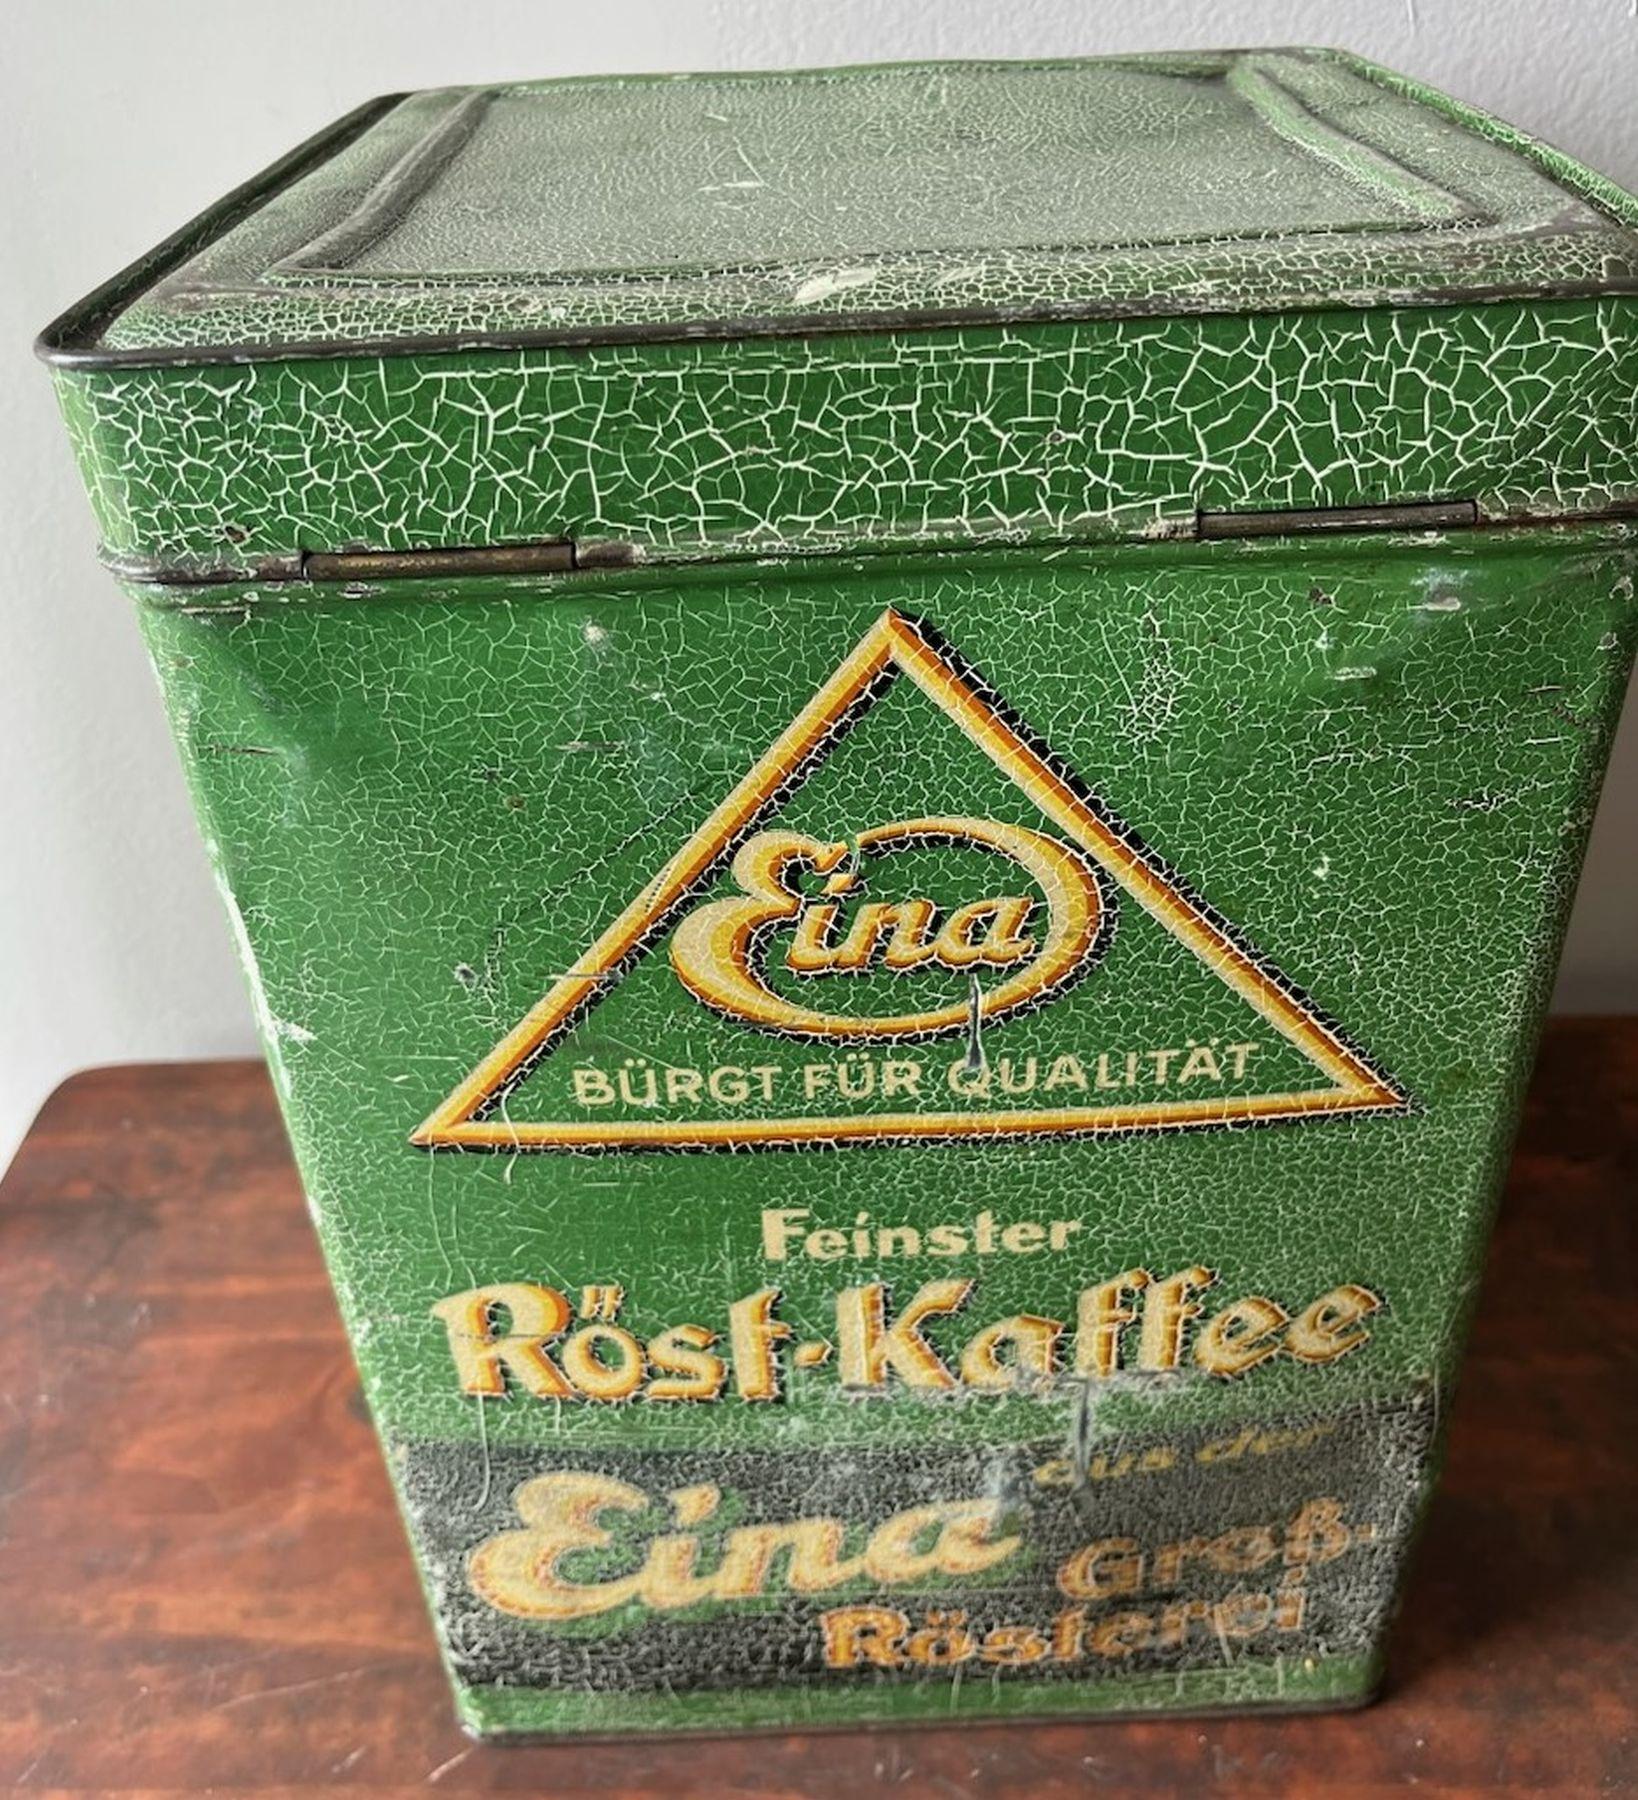 Eina
BÜRGT FÜR QUALITÄT
Feinster
Röst-Kaffee
aus der
Eina Groß-
Rösterei